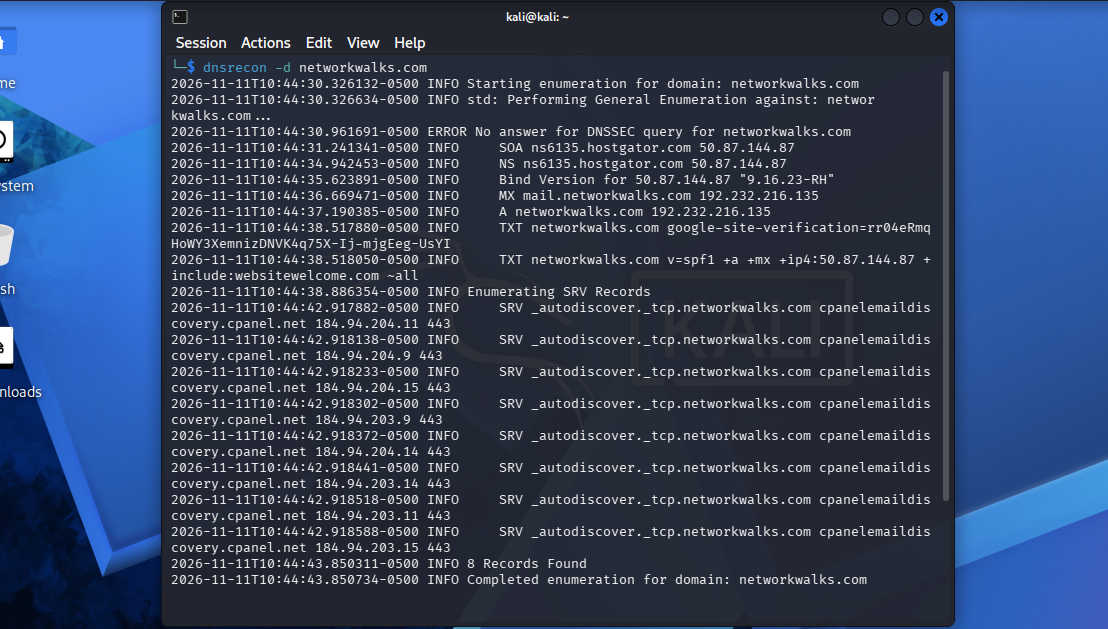 kali@kali: ~
Session Actions Edit View Help
└─$ dnsrecon -d networkwalks.com
2026-11-11T10:44:30.326132-0500 INFO Starting enumeration for domain: networkwalks.com
2026-11-11T10:44:30.326634-0500 INFO std: Performing General Enumeration against: networ
kwalks.com...
2026-11-11T10:44:30.961691-0500 ERROR No answer for DNSSEC query for networkwalks.com
2026-11-11T10:44:31.241341-0500 INFO     SOA ns6135.hostgator.com 50.87.144.87
2026-11-11T10:44:34.942453-0500 INFO     NS ns6135.hostgator.com 50.87.144.87
2026-11-11T10:44:35.623891-0500 INFO     Bind Version for 50.87.144.87 "9.16.23-RH"
2026-11-11T10:44:36.669471-0500 INFO     MX mail.networkwalks.com 192.232.216.135
2026-11-11T10:44:37.190385-0500 INFO     A networkwalks.com 192.232.216.135
2026-11-11T10:44:38.517880-0500 INFO     TXT networkwalks.com google-site-verification=rr04eRmq
HoWY3XemnizDNVK4q75X-Ij-mjgEeg-UsYI
2026-11-11T10:44:38.518050-0500 INFO     TXT networkwalks.com v=spf1 +a +mx +ip4:50.87.144.87 +
include:websitewelcome.com ~all
2026-11-11T10:44:38.886354-0500 INFO Enumerating SRV Records
2026-11-11T10:44:42.917882-0500 INFO     SRV _autodiscover._tcp.networkwalks.com cpanelemaildis
covery.cpanel.net 184.94.204.11 443
2026-11-11T10:44:42.918138-0500 INFO     SRV _autodiscover._tcp.networkwalks.com cpanelemaildis
covery.cpanel.net 184.94.204.9 443
2026-11-11T10:44:42.918233-0500 INFO     SRV _autodiscover._tcp.networkwalks.com cpanelemaildis
covery.cpanel.net 184.94.204.15 443
2026-11-11T10:44:42.918302-0500 INFO     SRV _autodiscover._tcp.networkwalks.com cpanelemaildis
covery.cpanel.net 184.94.203.9 443
2026-11-11T10:44:42.918372-0500 INFO     SRV _autodiscover._tcp.networkwalks.com cpanelemaildis
covery.cpanel.net 184.94.204.14 443
2026-11-11T10:44:42.918441-0500 INFO     SRV _autodiscover._tcp.networkwalks.com cpanelemaildis
covery.cpanel.net 184.94.203.14 443
2026-11-11T10:44:42.918518-0500 INFO     SRV _autodiscover._tcp.networkwalks.com cpanelemaildis
covery.cpanel.net 184.94.203.11 443
2026-11-11T10:44:42.918588-0500 INFO     SRV _autodiscover._tcp.networkwalks.com cpanelemaildis
covery.cpanel.net 184.94.203.15 443
2026-11-11T10:44:43.850311-0500 INFO 8 Records Found
2026-11-11T10:44:43.850734-0500 INFO Completed enumeration for domain: networkwalks.com
KALI
me
stem
sh
nloads